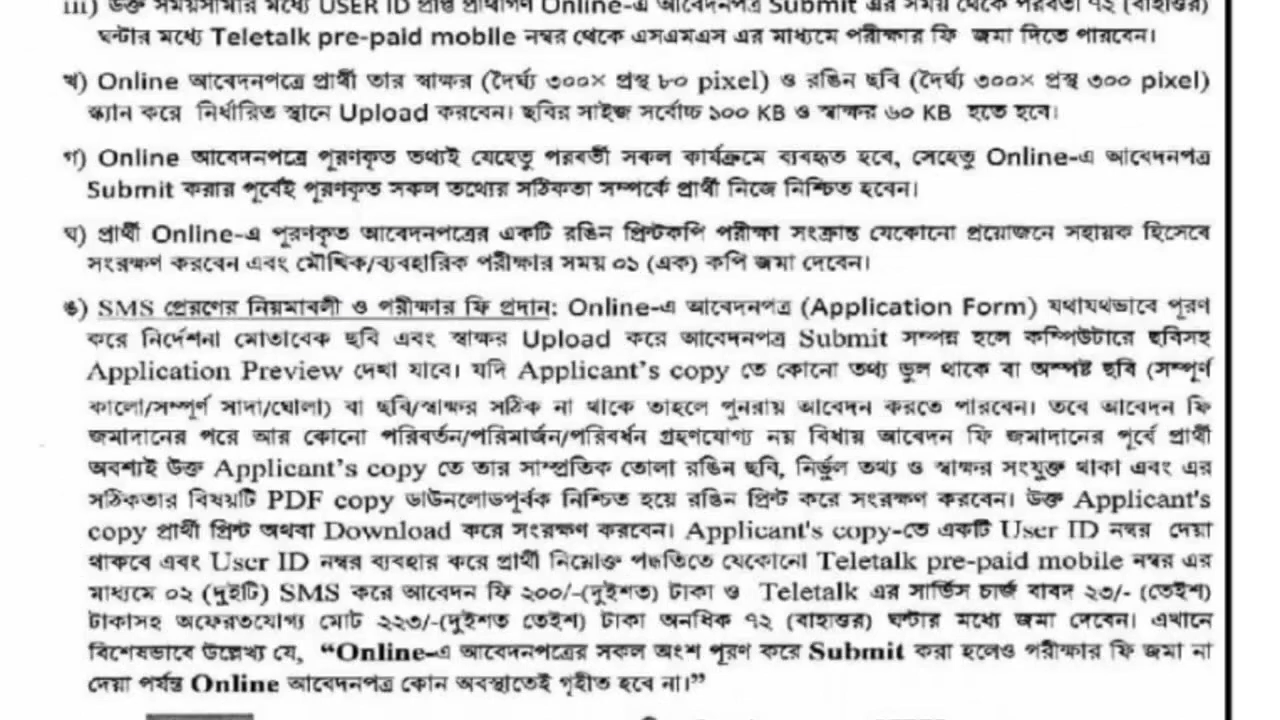 iii) উক্ত সময়সীমার মধ্যে USER ID প্রাপ্ত প্রার্থীগণ Online-এ আবেদনপত্র Submit এর সময় থেকে পরবর্তী ৭২ (বাহাত্তর)
ঘন্টার মধ্যে Teletalk pre-paid mobile নম্বর থেকে এসএমএস এর মাধ্যমে পরীক্ষার ফি জমা দিতে পারবেন।
খ) Online আবেদনপত্রে প্রার্থী তার স্বাক্ষর (দৈর্ঘ্য ৩০০× প্রস্থ ৮০ pixel) ও রঙিন ছবি (দৈর্ঘ্য ৩০০× প্রস্থ ৩০০ pixel)
স্ক্যান করে নির্ধারিত স্থানে Upload করবেন। ছবির সাইজ সর্বোচ্চ ১০০ KB ও স্বাক্ষর ৬০ KB হতে হবে।
গ) Online আবেদনপত্রে পূরণকৃত তথ্যই যেহেতু পরবর্তী সকল কার্যক্রমে ব্যবহৃত হবে, সেহেতু Online-এ আবেদনপত্র
Submit করার পূর্বেই পূরণকৃত সকল তথ্যের সঠিকতা সম্পর্কে প্রার্থী নিজে নিশ্চিত হবেন।
ঘ) প্রার্থী Online-এ পূরণকৃত আবেদনপত্রের একটি রঙিন প্রিন্টকপি পরীক্ষা সংক্রান্ত যেকোনো প্রয়োজনে সহায়ক হিসেবে
সংরক্ষণ করবেন এবং মৌখিক/ব্যবহারিক পরীক্ষার সময় ০১ (এক) কপি জমা দেবেন।
ঙ) SMS প্রেরণের নিয়মাবলী ও পরীক্ষার ফি প্রদান: Online-এ আবেদনপত্র (Application Form) যথাযথভাবে পূরণ
করে নির্দেশনা মোতাবেক ছবি এবং স্বাক্ষর Upload করে আবেদনপত্র Submit সম্পন্ন হলে কম্পিউটারে ছবিসহ
Application Preview দেখা যাবে। যদি Applicant's copy তে কোনো তথ্য ভুল থাকে বা অস্পষ্ট ছবি (সম্পূর্ণ
কালো/সম্পূর্ণ সাদা/ঘোলা) বা ছবি/স্বাক্ষর সঠিক না থাকে তাহলে পুনরায় আবেদন করতে পারবেন। তবে আবেদন ফি
জমাদানের পরে আর কোনো পরিবর্তন/পরিমার্জন/পরিবর্ধন গ্রহণযোগ্য নয় বিধায় আবেদন ফি জমাদানের পূর্বে প্রার্থী
অবশ্যই উক্ত Applicant's copy তে তার সাম্প্রতিক তোলা রঙিন ছবি, নির্ভুল তথ্য ও স্বাক্ষর সংযুক্ত থাকা এবং এর
সঠিকতার বিষয়টি PDF copy ডাউনলোডপূর্বক নিশ্চিত হয়ে রঙিন প্রিন্ট করে সংরক্ষণ করবেন। উক্ত Applicant's
copy প্রার্থী প্রিন্ট অথবা Download করে সংরক্ষণ করবেন। Applicant's copy-তে একটি User ID নম্বর দেয়া
থাকবে এবং User ID নম্বর ব্যবহার করে প্রার্থী নিম্নোক্ত পদ্ধতিতে যেকোনো Teletalk pre-paid mobile নম্বর এর
মাধ্যমে ০২ (দুইটি) SMS করে আবেদন ফি ২০০/-(দুইশত) টাকা ও Teletalk এর সার্ভিস চার্জ বাবদ ২৩/- (তেইশ)
টাকাসহ অফেরতযোগ্য মোট ২২৩/-(দুইশত তেইশ) টাকা অনধিক ৭২ (বাহাত্তর) ঘন্টার মধ্যে জমা দেবেন। এখানে
বিশেষভাবে উল্লেখ্য যে, “Online-এ আবেদনপত্রের সকল অংশ পূরণ করে Submit করা হলেও পরীক্ষার ফি জমা না
দেয়া পর্যন্ত Online আবেদনপত্র কোন অবস্থাতেই গৃহীত হবে না।”